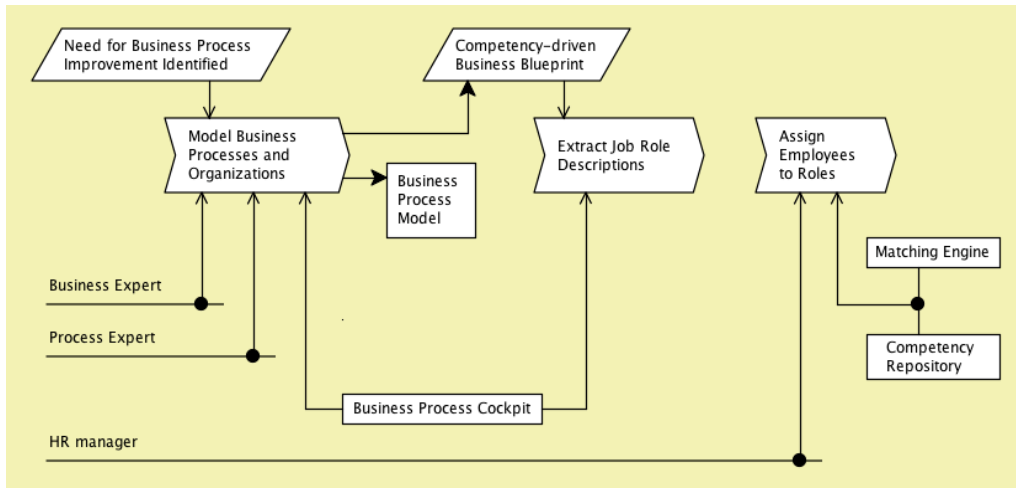 Need for Business Process
Improvement Identified
Competency-driven
Business Blueprint
Model Business
Processes and
Organizations
Extract Job Role
Descriptions
Assign
Employees
to Roles
Business
Process
Model
Matching Engine
Business Expert
Process Expert
Competency
Repository
Business Process Cockpit
HR manager